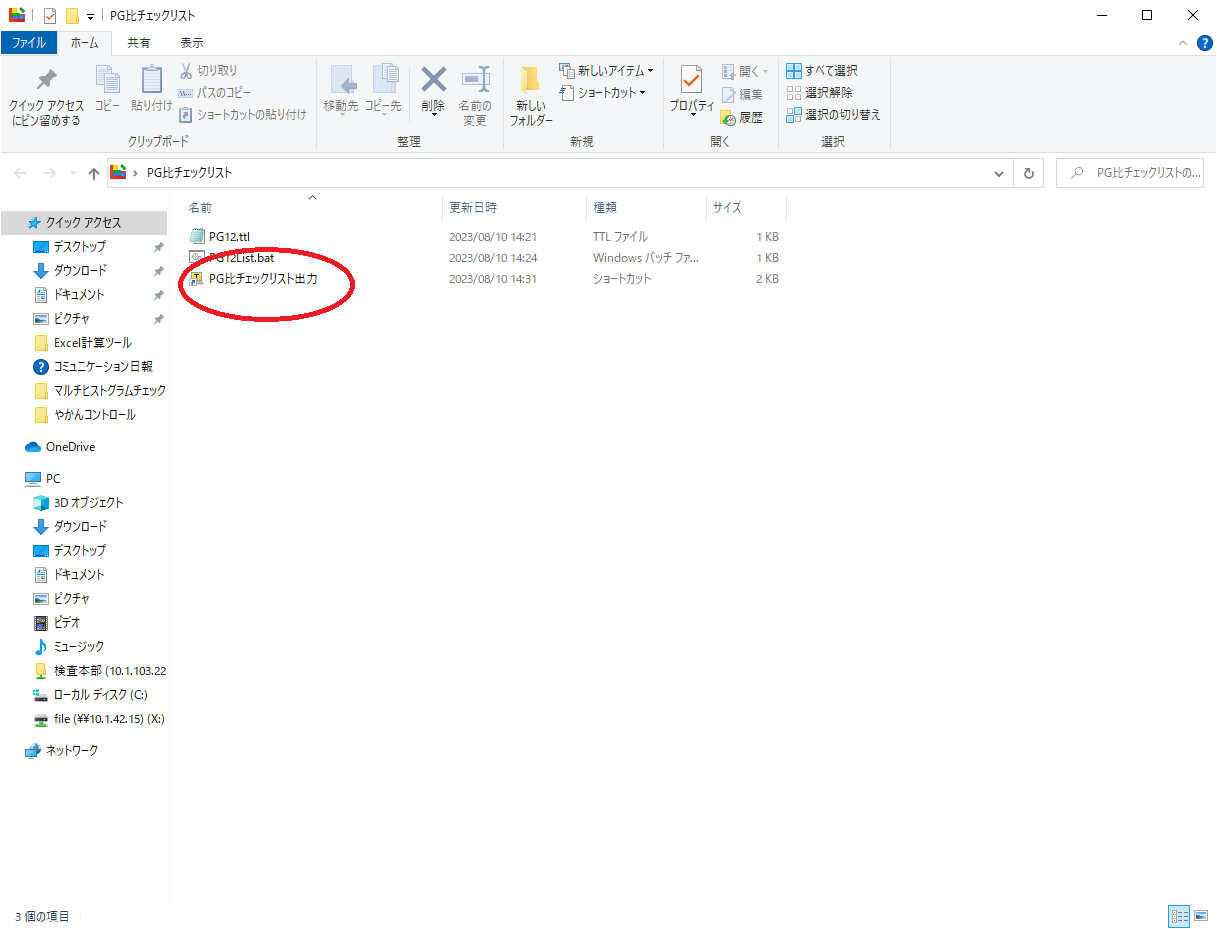 PG比チェックリスト
ファイル ホーム 共有 表示
クイック アクセス
にピン留めする
コピー
貼り付け
切り取り
パスのコピー
ショートカットの貼り付け
クリップボード
移動先
コピー先
削除
名前の
変更
整理
新しい
フォルダー
新しいアイテム
ショートカット
新規
プロパティ
開く
編集
履歴
開く
すべて選択
選択解除
選択の切り替え
選択
PG比チェックリスト
PG比チェックリストの...
名前 更新日時 種類 サイズ
PG12.ttl 2023/08/10 14:21 TTL ファイル 1 KB
PG12List.bat 2023/08/10 14:24 Windows バッチ ファ... 1 KB
PG比チェックリスト出力 2023/08/10 14:31 ショートカット 2 KB
クイック アクセス
デスクトップ
ダウンロード
ドキュメント
ピクチャ
Excel計算ツール
コミュニケーション日報
マルチヒストグラムチェック
やかんコントロール
OneDrive
PC
3D オブジェクト
ダウンロード
デスクトップ
ドキュメント
ピクチャ
ビデオ
ミュージック
検査本部 (10.1.103.22
ローカル ディスク (C:)
file (¥¥10.1.42.15) (X:)
ネットワーク
3 個の項目